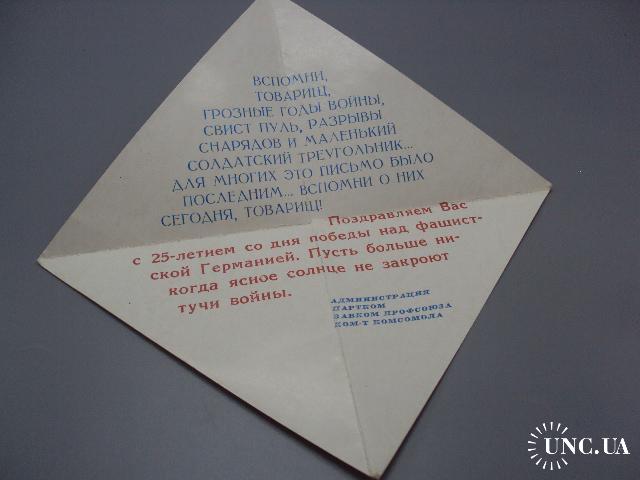 ВСПОМНИ,
ТОВАРИЩ,
ГРОЗНЫЕ ГОДЫ ВОЙНЫ,
СВИСТ ПУЛЬ, РАЗРЫВЫ
СНАРЯДОВ И МАЛЕНЬКИЙ
СОЛДАТСКИЙ ТРЕУГОЛЬНИК...
ДЛЯ МНОГИХ ЭТО ПИСЬМО БЫЛО
ПОСЛЕДНИМ... ВСПОМНИ О НИХ
СЕГОДНЯ, ТОВАРИЩ!
Поздравляем Вас
с 25-летием со дня победы над фашист-
ской Германией. Пусть больше ни-
когда ясное солнце не закроют
тучи войны.
АДМИНИСТРАЦИЯ
ПАРТКОМ
ЗАВКОМ ПРОФСОЮЗА
КОМ-Т КОМСОМОЛА
UNC.UA